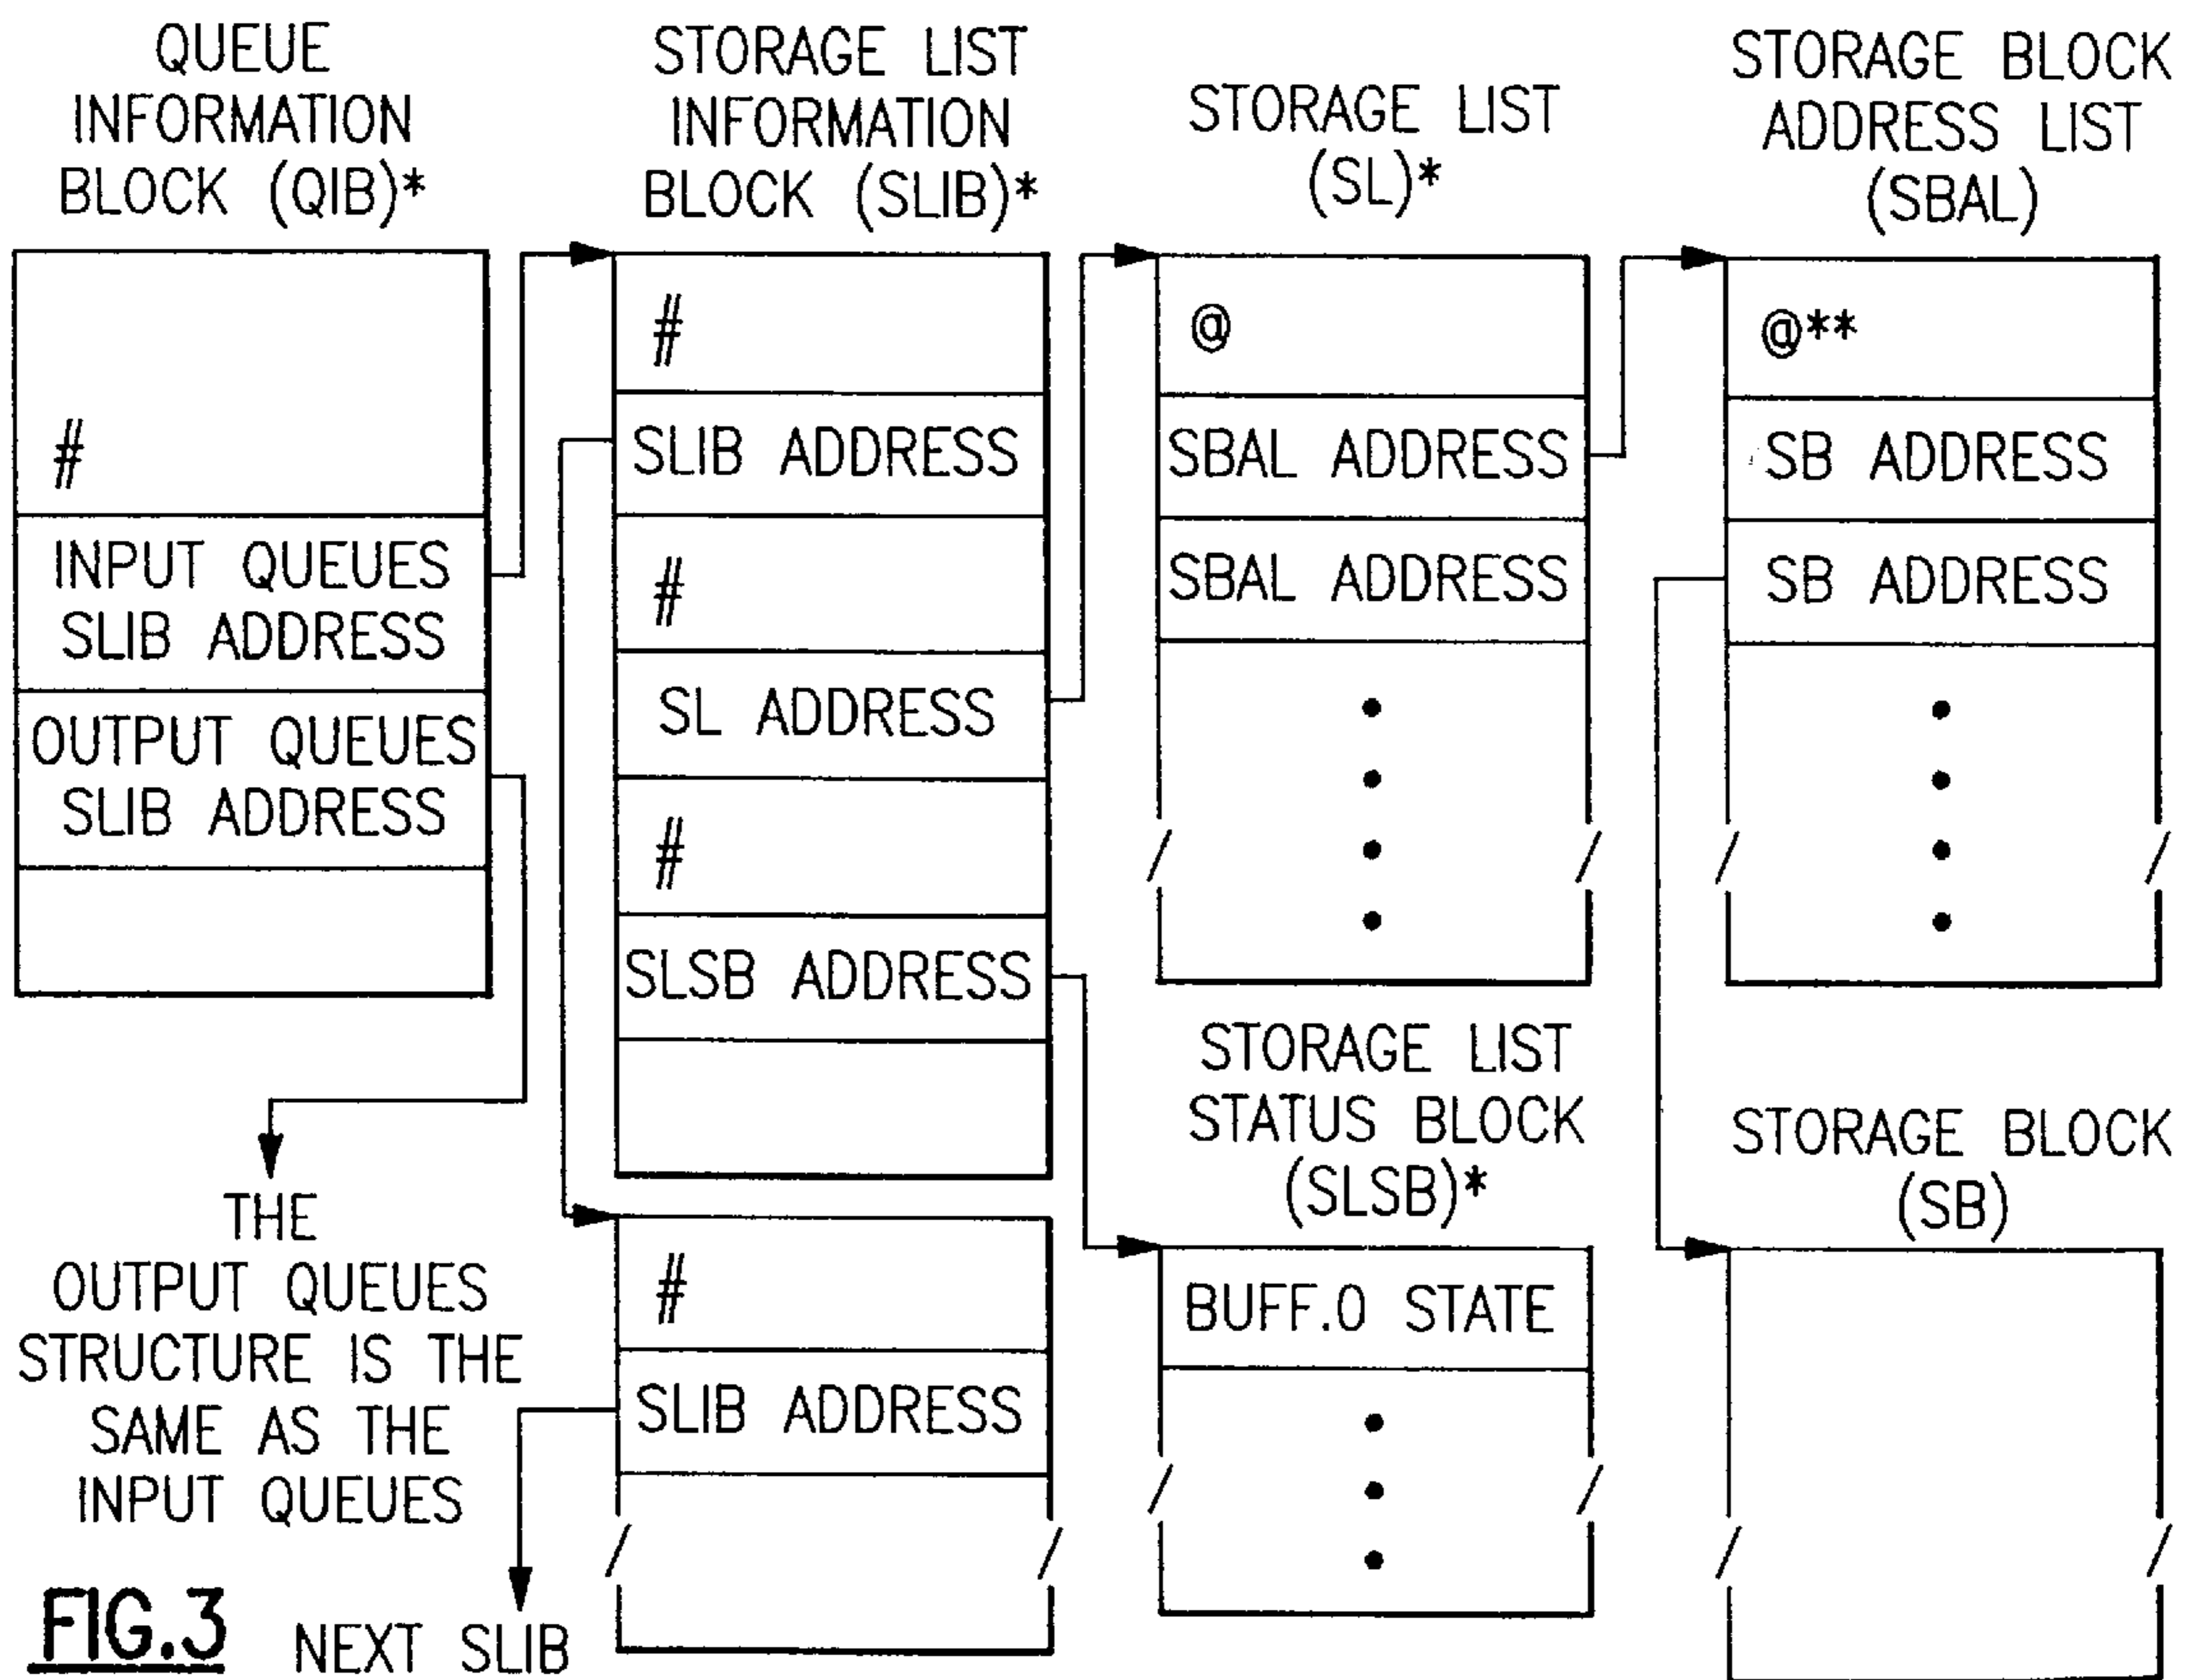 QUEUE
INFORMATION
BLOCK (QIB)*
#
INPUT QUEUES
SLIB ADDRESS
OUTPUT QUEUES
SLIB ADDRESS
THE
OUTPUT QUEUES
STRUCTURE IS THE
SAME AS THE
INPUT QUEUES
STORAGE LIST
INFORMATION
BLOCK (SLIB)*
#
SLIB ADDRESS
#
SL ADDRESS
#
SLSB ADDRESS
#
SLIB ADDRESS
NEXT SLIB
STORAGE LIST
(SL)*
@
SBAL ADDRESS
SBAL ADDRESS
STORAGE LIST
STATUS BLOCK
(SLSB)*
BUFF.0 STATE
STORAGE BLOCK
ADDRESS LIST
(SBAL)
@**
SB ADDRESS
SB ADDRESS
STORAGE BLOCK
(SB)
FIG.3